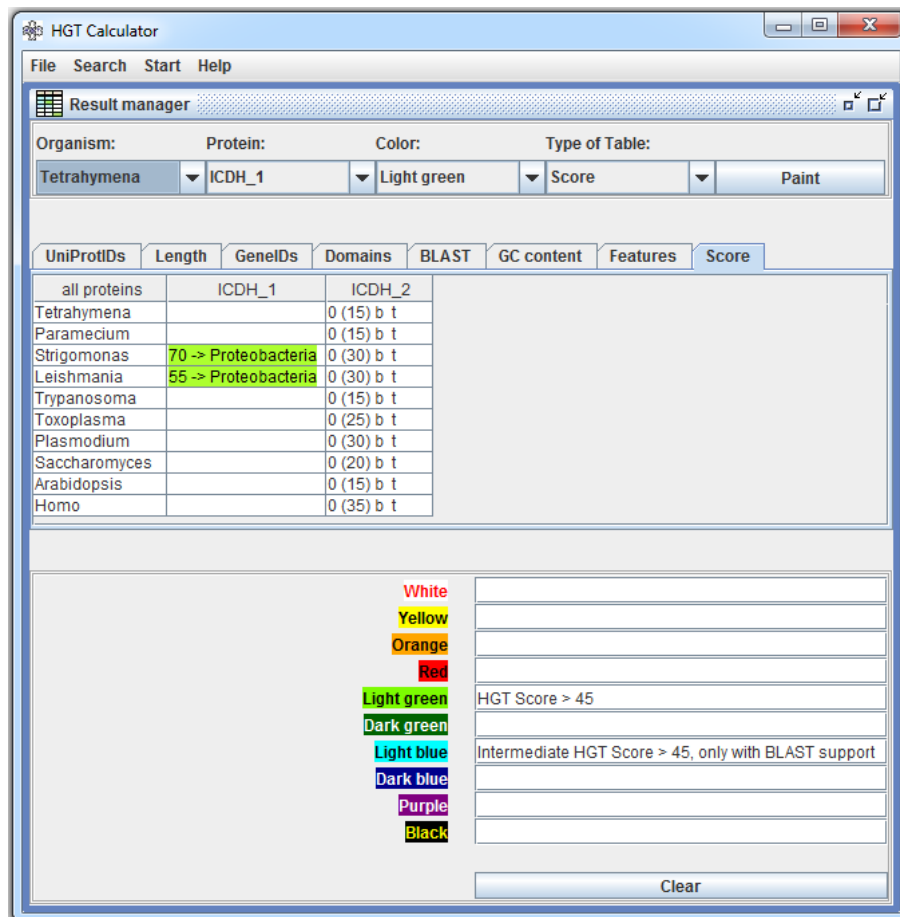 HGT Calculator
File Search Start Help
Result manager
Organism: Protein: Color: Type of Table:
Tetrahymena ICDH_1 Light green Score Paint
UniProtIDs Length GeneIDs Domains BLAST GC content Features Score
all proteins ICDH_1 ICDH_2
Tetrahymena 0 (15) b t
Paramecium 0 (15) b t
Strigomonas 70 -> Proteobacteria 0 (30) b t
Leishmania 55 -> Proteobacteria 0 (30) b t
Trypanosoma 0 (15) b t
Toxoplasma 0 (25) b t
Plasmodium 0 (30) b t
Saccharomyces 0 (20) b t
Arabidopsis 0 (15) b t
Homo 0 (35) b t
White
Yellow
Orange
Red
Light green HGT Score > 45
Dark green
Light blue Intermediate HGT Score > 45, only with BLAST support
Dark blue
Purple
Black
Clear